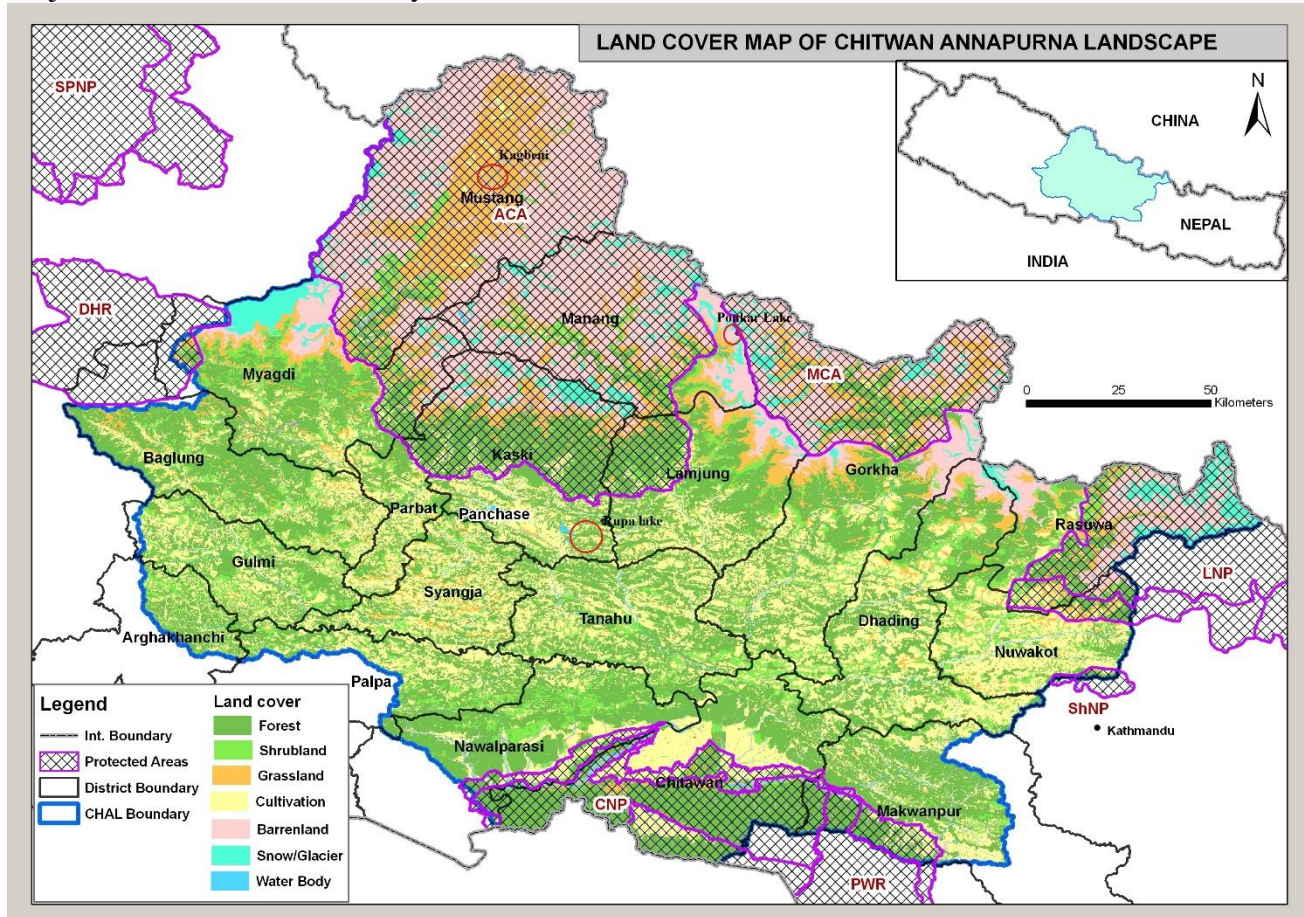 LAND COVER MAP OF CHITWAN ANNAPURNA LANDSCAPE
SPNP
N
CHINA
NEPAL
INDIA
Kagbeni
Mustang
ACA
DHR
Manang
Ponkar Lake
MCA
0 25 50
Kilometers
Myagdi
Baglung
Kaski
Lamjung
Gorkha
Rasuwa
Parbat
Panchase
Rupa lake
LNP
Gulmi
Syangja
Tanahu
Dhading
Nuwakot
Arghakhanchi
Palpa
ShNP
Kathmandu
Nawalparasi
Chitawan
CNP
Makwanpur
PWR
Legend
Int. Boundary
Protected Areas
District Boundary
CHAL Boundary
Land cover
Forest
Shrubland
Grassland
Cultivation
Barrenland
Snow/Glacier
Water Body